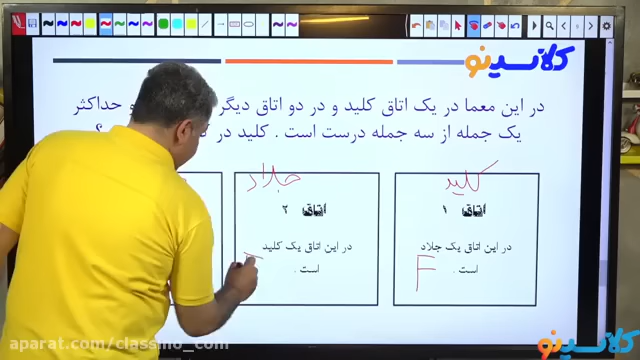 کلاسینو
در این معما در یک اتاق کلید و در دو اتاق دیگر
و حداکثر
یک جمله از سه جمله درست است . کلید در
؟
جلاد
کلید
اتاق ۲
اتاق ۱
در این اتاق یک کلید
است .
در این اتاق یک جلاد
است .
F
aparat.com/classino_com
کلاسینو